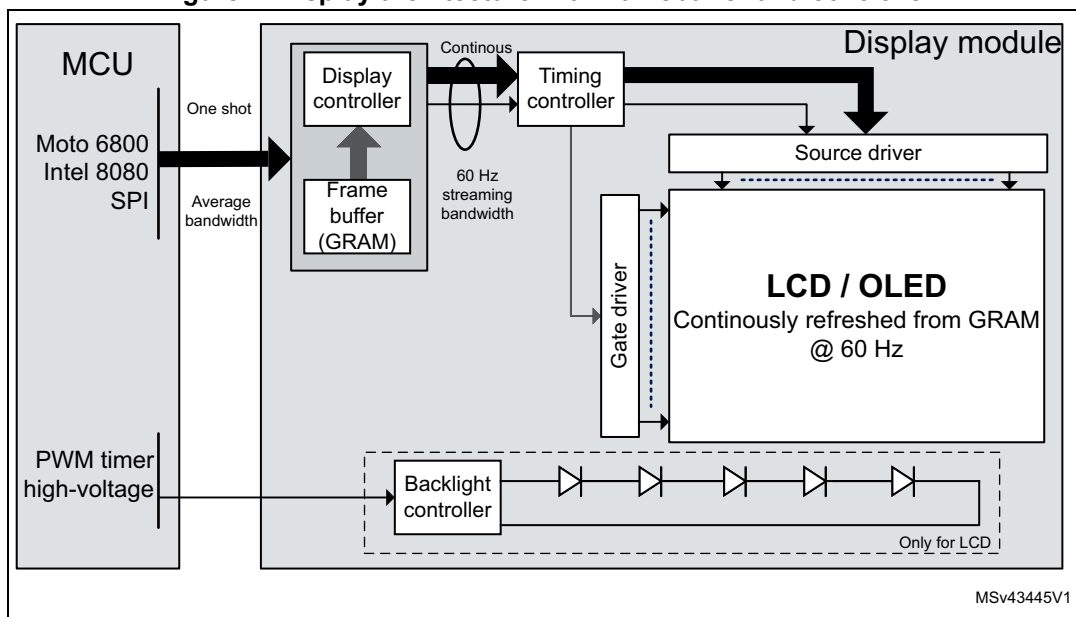 MCU
Moto 6800
Intel 8080
SPI
PWM timer
high-voltage
One shot
Average
bandwidth
Display module
Display
controller
Frame
buffer
(GRAM)
Continous
60 Hz
streaming
bandwidth
Timing
controller
Source driver
Gate driver
LCD / OLED
Continously refreshed from GRAM
@ 60 Hz
Backlight
controller
Only for LCD
MSv43445V1